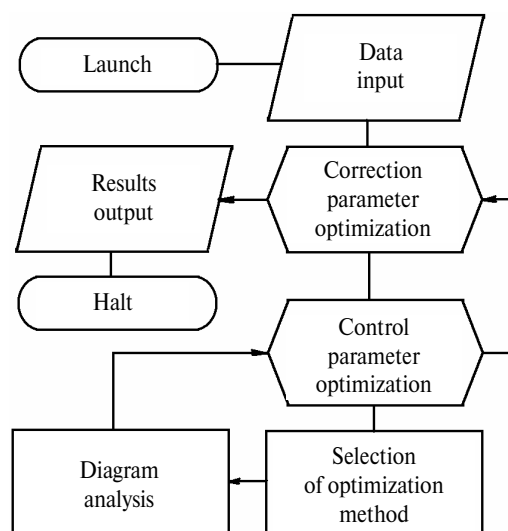 Launch
Data
input
Correction
parameter
optimization
Results
output
Halt
Control
parameter
optimization
Diagram
analysis
Selection
of optimization
method